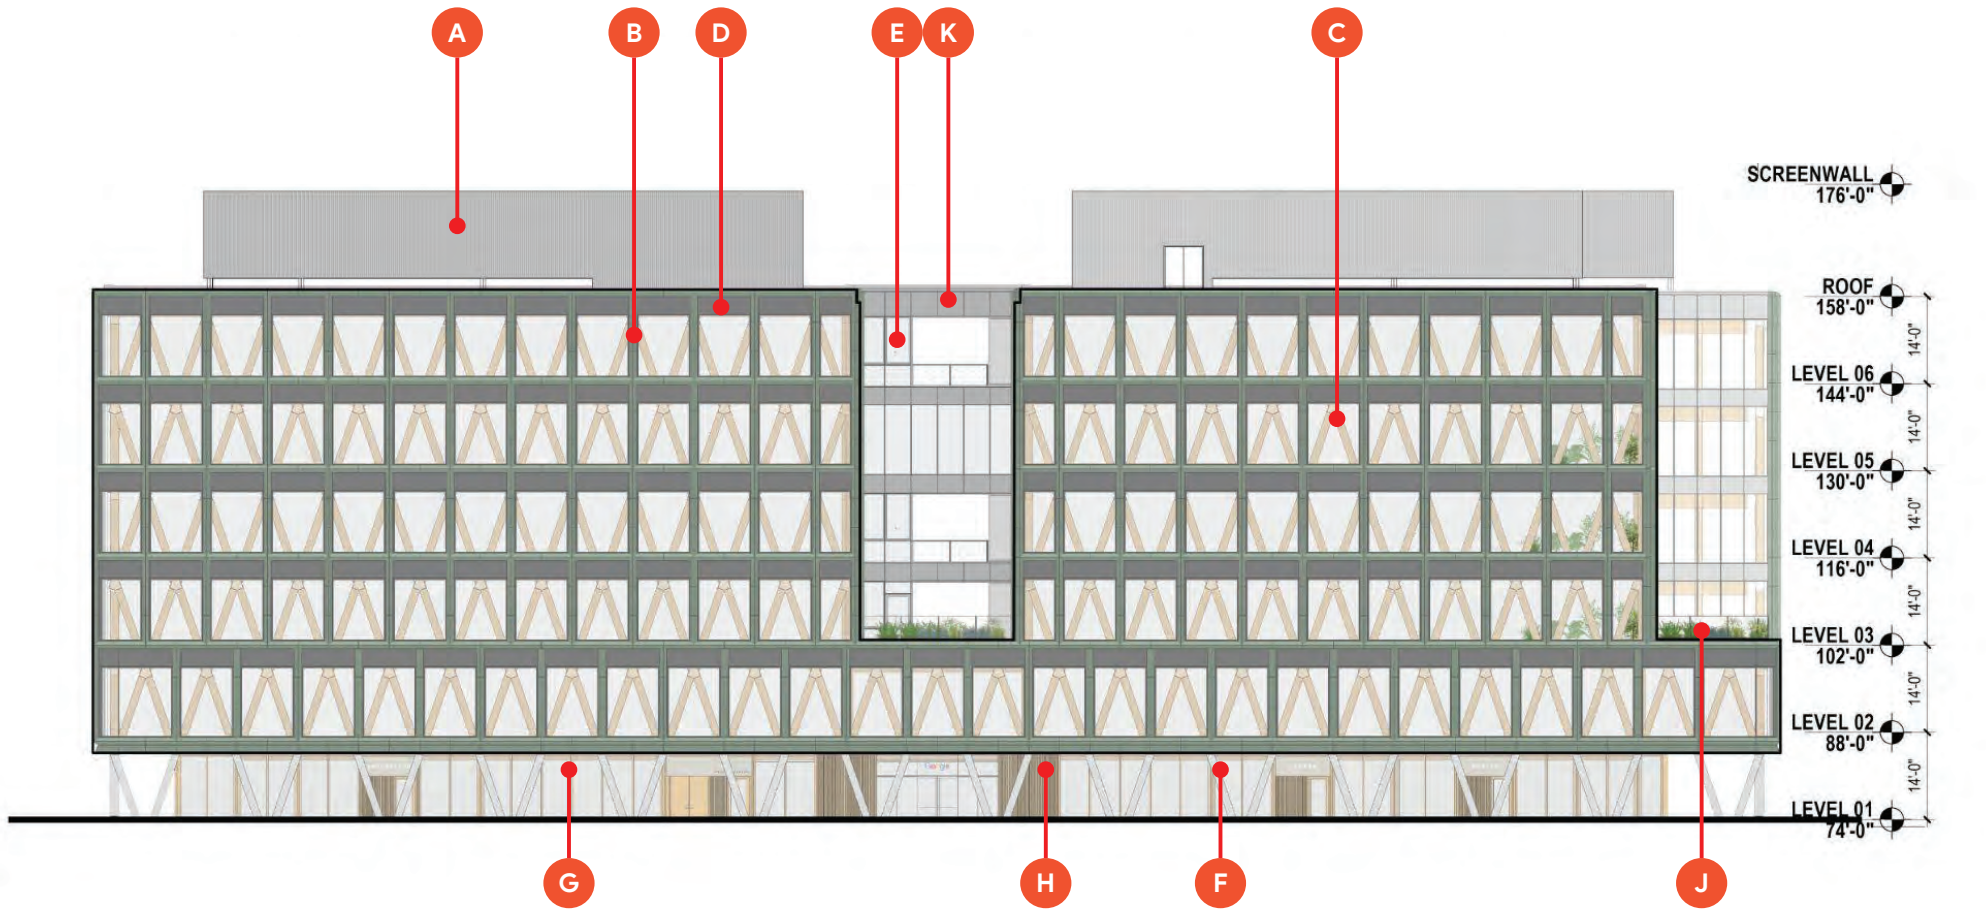 A B D E K C
SCREENWALL
176'-0"
ROOF
158'-0"
14'-0"
LEVEL 06
144'-0"
14'-0"
LEVEL 05
130'-0"
14'-0"
LEVEL 04
116'-0"
14'-0"
LEVEL 03
102'-0"
14'-0"
LEVEL 02
88'-0"
14'-0"
LEVEL 01
74'-0"
Google
G H F J